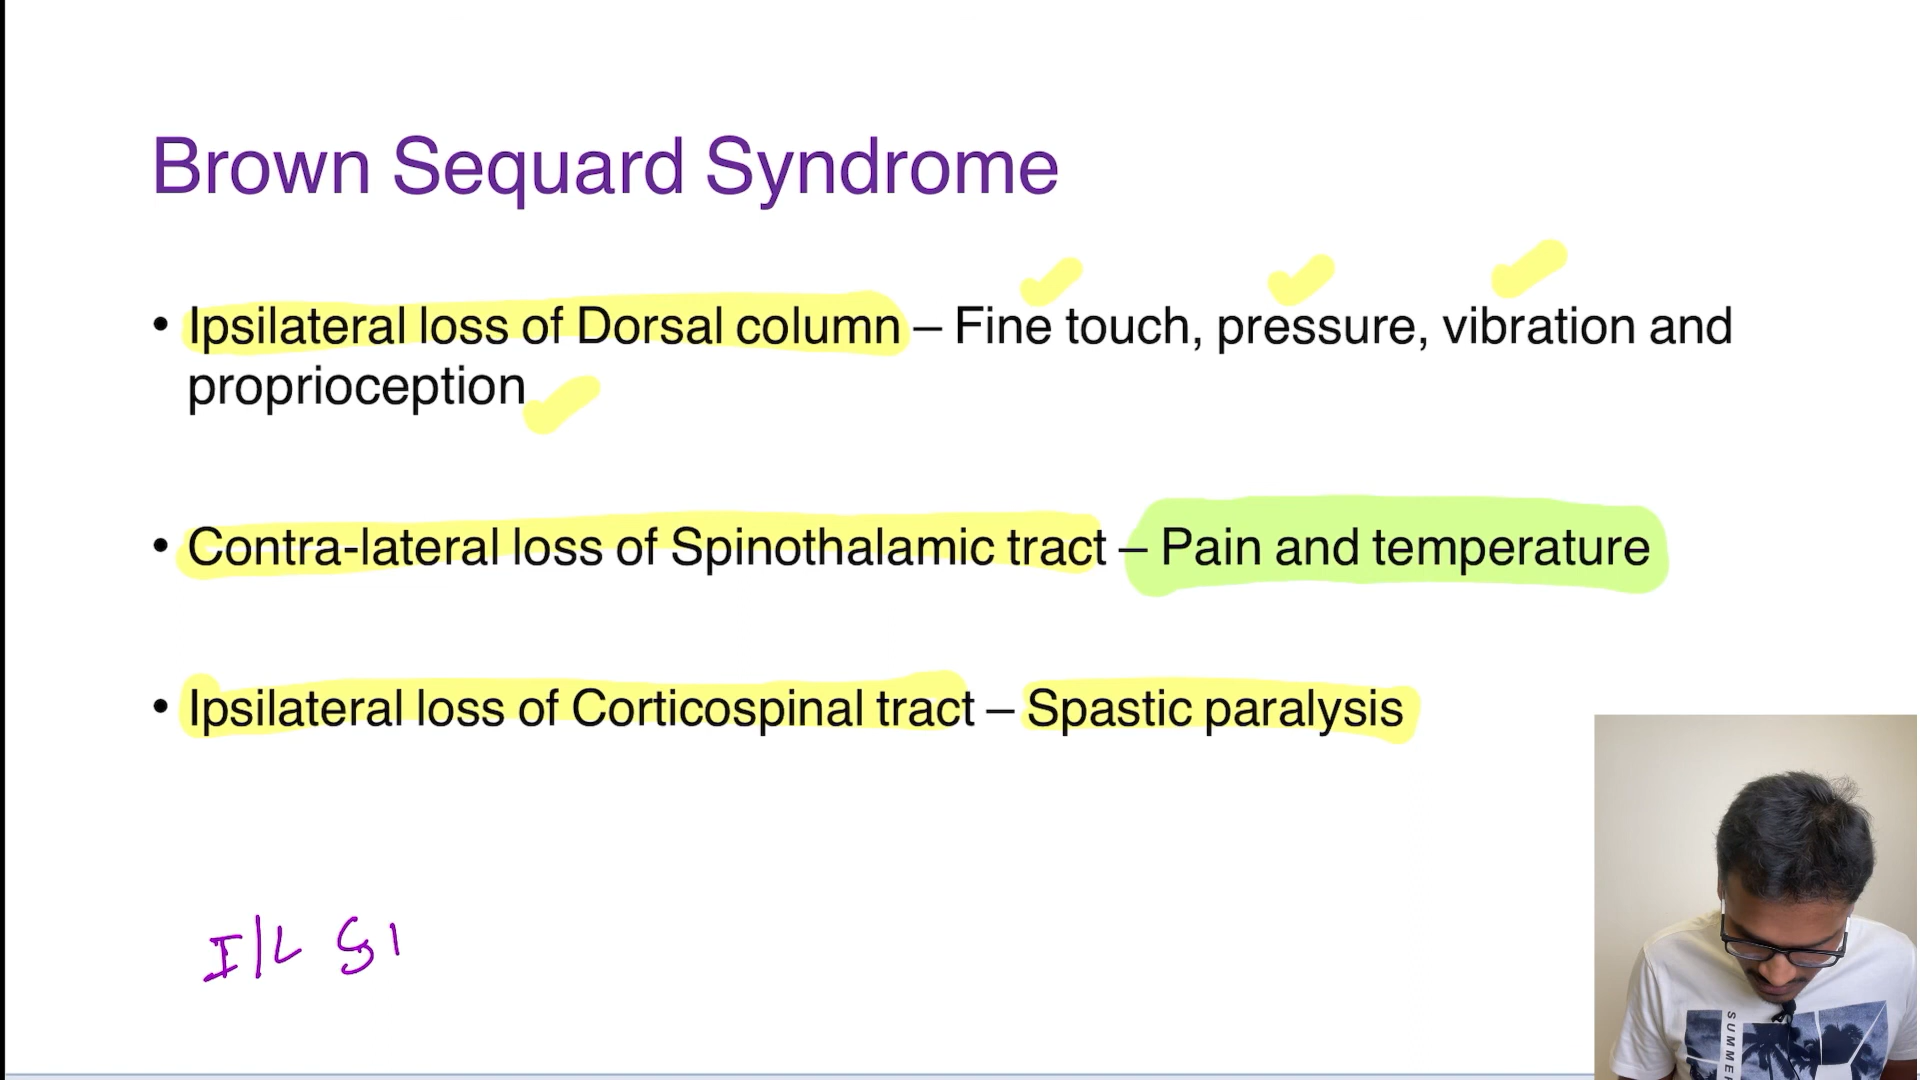 Brown Sequard Syndrome
• Ipsilateral loss of Dorsal column – Fine touch, pressure, vibration and
proprioception
• Contra-lateral loss of Spinothalamic tract – Pain and temperature
• Ipsilateral loss of Corticospinal tract – Spastic paralysis
I/L
SUMMER